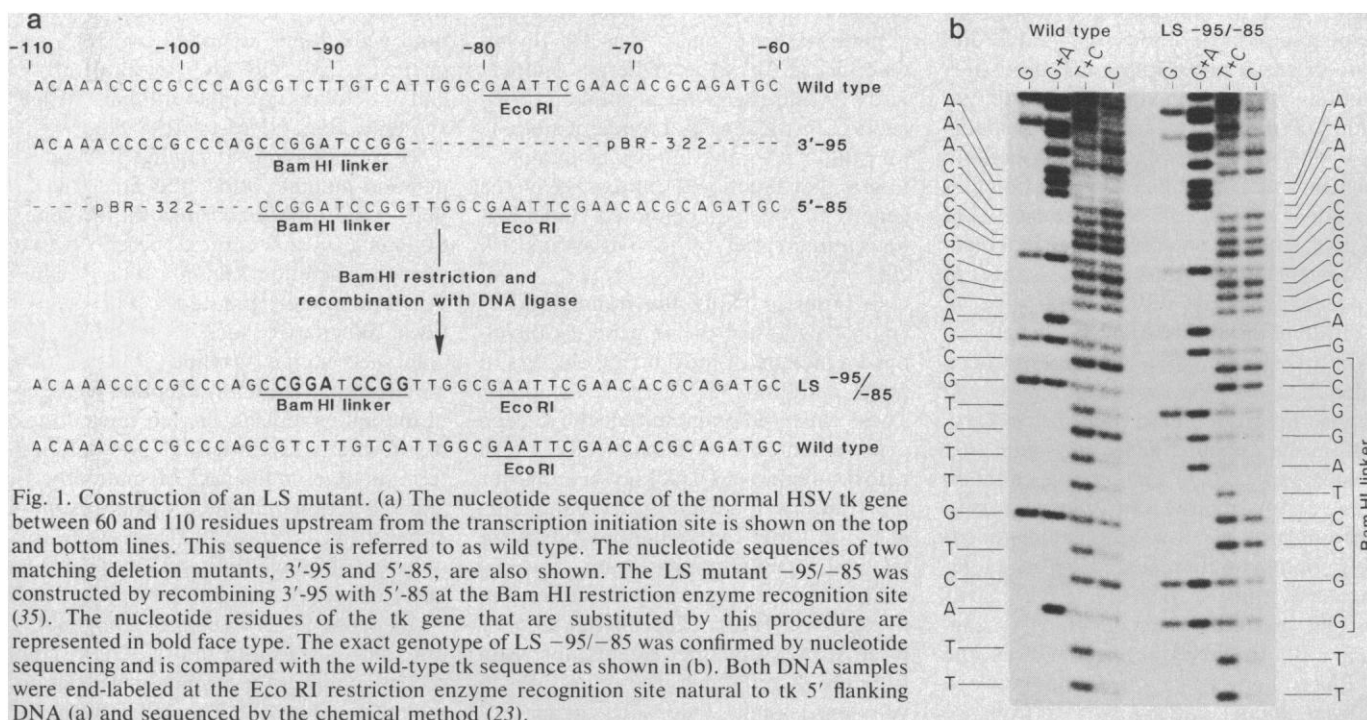 a
-110 -100 -90 -80 -70 -60
ACAAACCCCGCCCAGCGTCTTGTCATTGGCGAATTCGAACACGCAGATGC Wild type
Eco RI
ACAAACCCCGCCCAGCCGGATCCGG------------pBR-322----- 3'-95
Bam HI linker
----pBR-322----CCGGATCCGGTTGGCGAATTCGAACACGCAGATGC 5'-85
Bam HI linker Eco RI
Bam HI restriction and
recombination with DNA ligase
ACAAACCCCGCCCAGCCGGATCCGGTTGGCGAATTCGAACACGCAGATGC LS -95/-85
Bam HI linker Eco RI
ACAAACCCCGCCCAGCGTCTTGTCATTGGCGAATTCGAACACGCAGATGC Wild type
Eco RI
Fig. 1. Construction of an LS mutant. (a) The nucleotide sequence of the normal HSV tk gene
between 60 and 110 residues upstream from the transcription initiation site is shown on the top
and bottom lines. This sequence is referred to as wild type. The nucleotide sequences of two
matching deletion mutants, 3'-95 and 5'-85, are also shown. The LS mutant −95/−85 was
constructed by recombining 3'-95 with 5'-85 at the Bam HI restriction enzyme recognition site
(35). The nucleotide residues of the tk gene that are substituted by this procedure are
represented in bold face type. The exact genotype of LS −95/−85 was confirmed by nucleotide
sequencing and is compared with the wild-type tk sequence as shown in (b). Both DNA samples
were end-labeled at the Eco RI restriction enzyme recognition site natural to tk 5' flanking
DNA (a) and sequenced by the chemical method (23).
b
Wild type LS -95/-85
G G+A T+C C G G+A T+C C
A
A
A
C
C
C
C
G
C
C
C
A
G
C
G
T
C
T
T
G
T
C
A
T
T
A
A
A
C
C
C
C
G
C
C
C
A
G
C
C
G
G
A
T
C
C
G
G
T
T
Bam HI linker